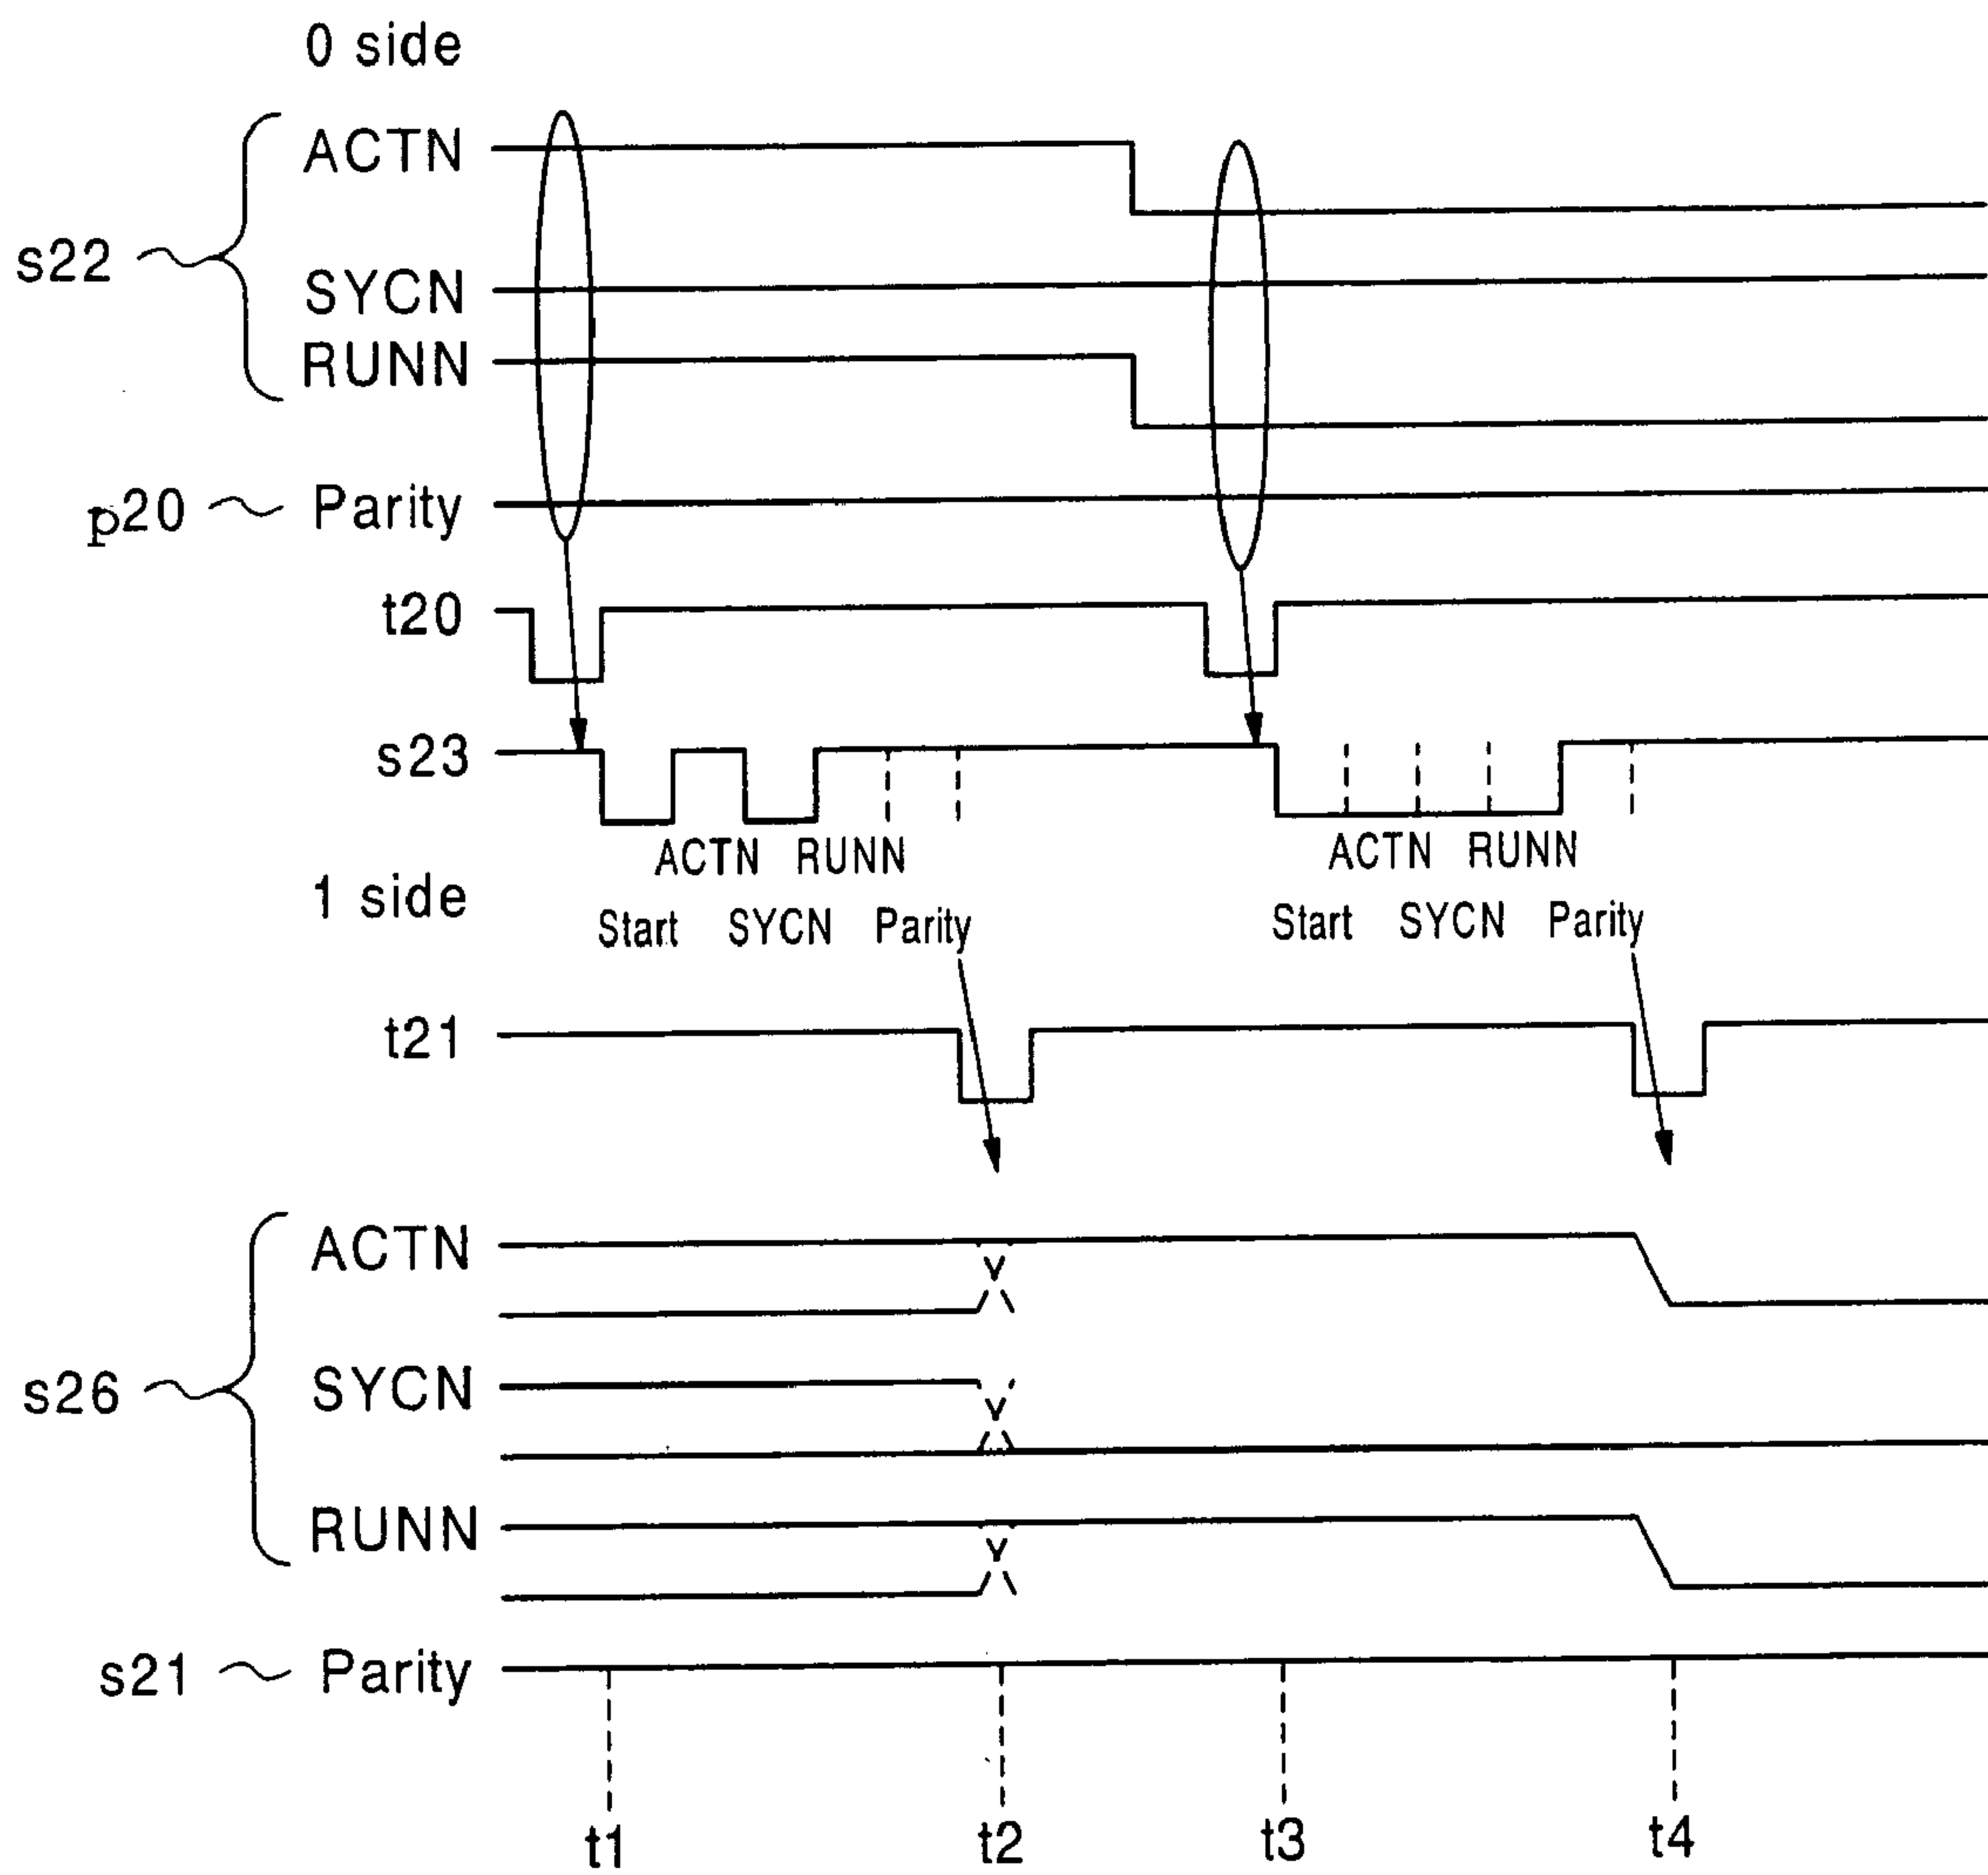 0 side
ACTN
s22
SYCN
RUNN
p20 Parity
t20
s23
ACTN RUNN ACTN RUNN
1 side
Start SYCN Parity Start SYCN Parity
t21
ACTN
s26 SYCN
RUNN
s21 Parity
t1 t2 t3 t4